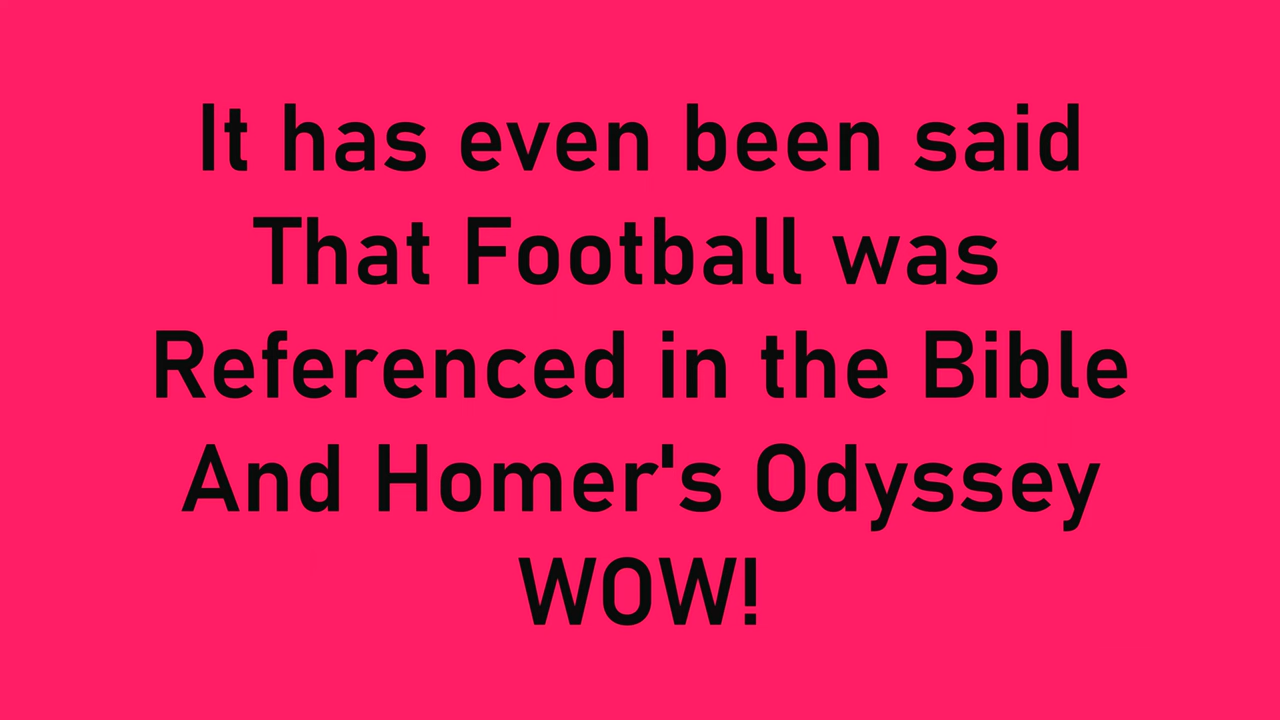 It has even been said
That Football was
Referenced in the Bible
And Homer's Odyssey
WOW!